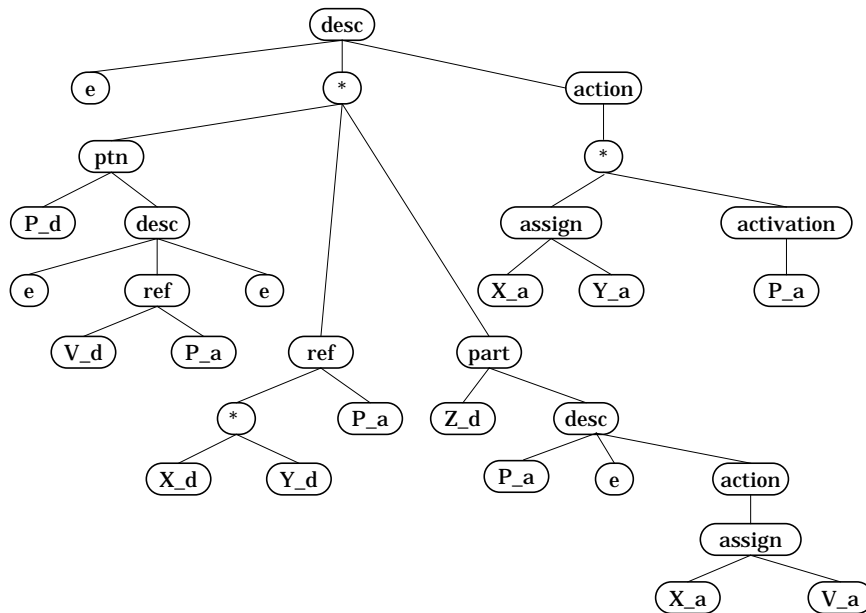 desc
e * action
ptn *
P_d desc assign activation
e ref e X_a Y_a P_a
V_d P_a ref part
* P_a Z_d desc
X_d Y_d P_a e action
assign
X_a V_a